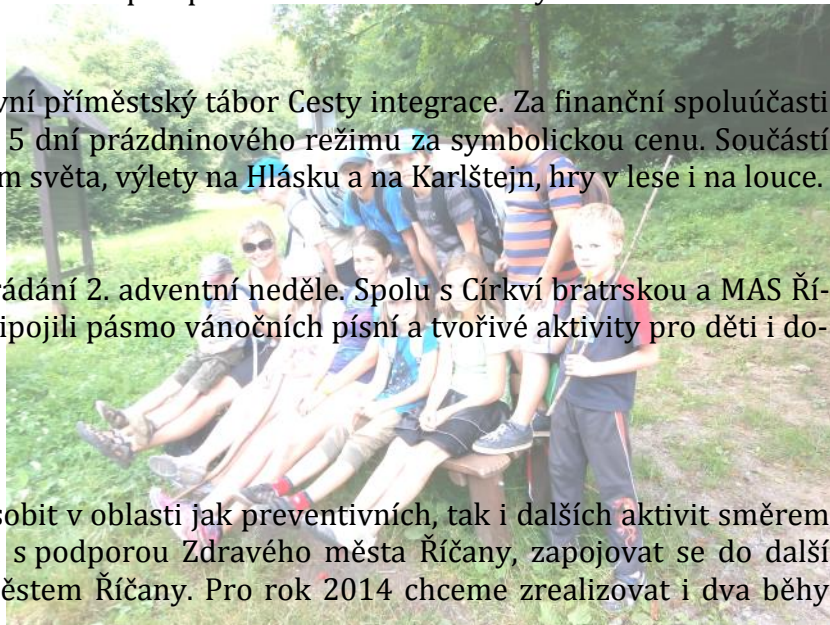 vní příměstský tábor Cesty integrace. Za finanční spoluúčasti
5 dní prázdninového režimu za symbolickou cenu. Součástí
m světa, výlety na Hlásku a na Karlštejn, hry v lese i na louce.
rádání 2. adventní neděle. Spolu s Církví bratrskou a MAS Ří-
ipojili pásmo vánočních písní a tvořivé aktivity pro děti i do-
sobit v oblasti jak preventivních, tak i dalších aktivit směrem
s podporou Zdravého města Říčany, zapojovat se do další
ěstem Říčany. Pro rok 2014 chceme zrealizovat i dva běhy